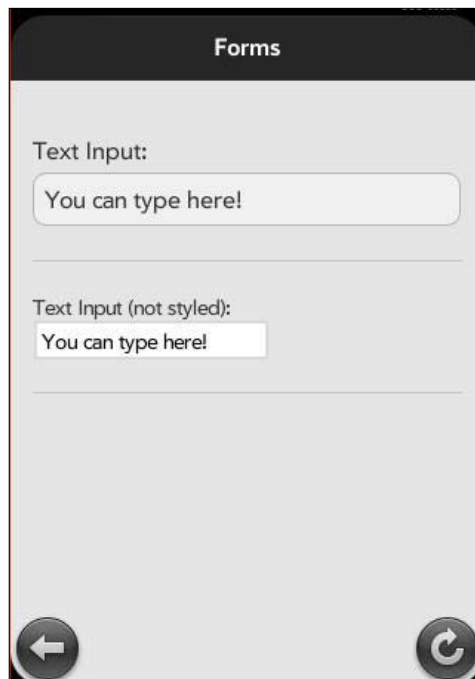 Forms
Text Input:
You can type here!
Text Input (not styled):
You can type here!